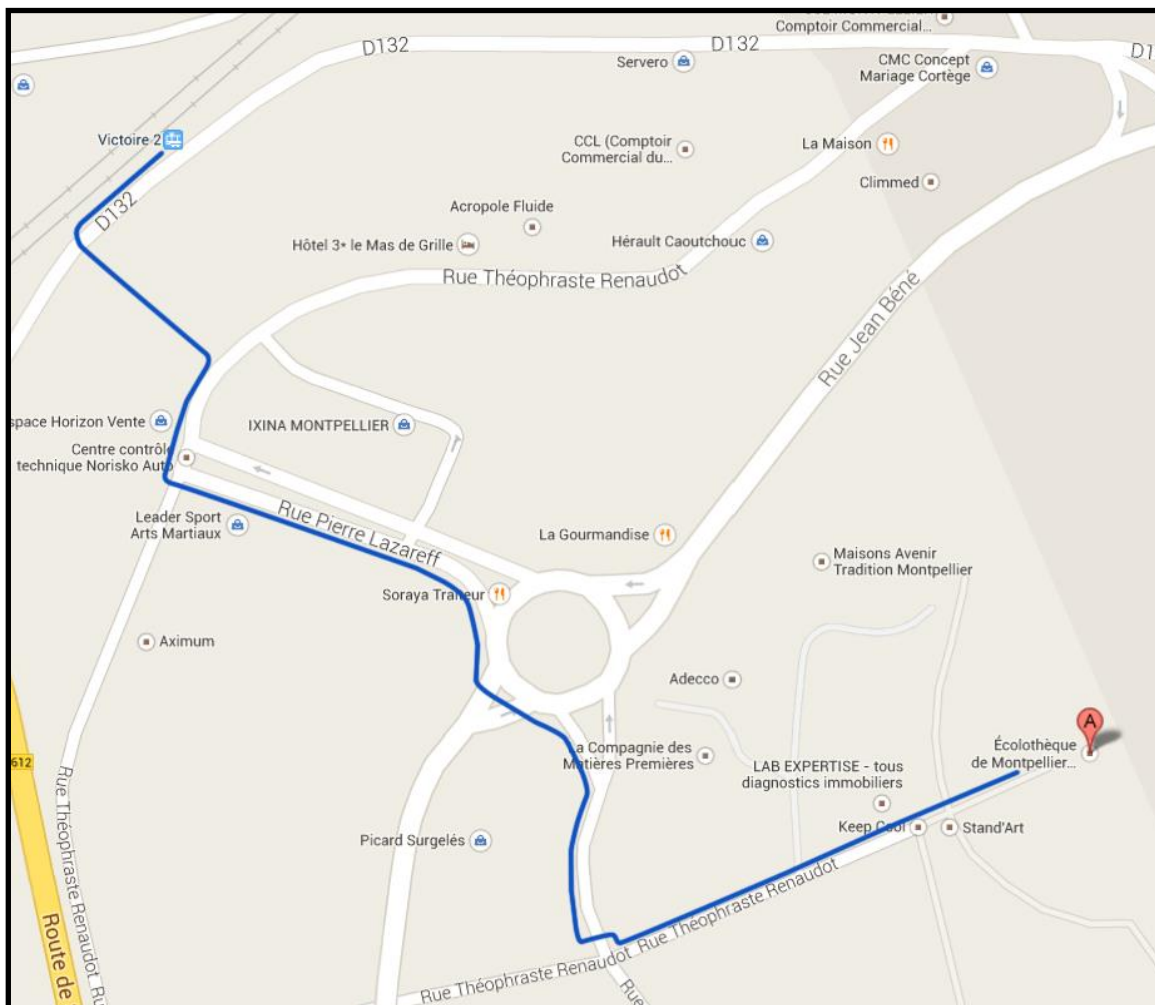 D132
D132
D1
Comptoir Commercial...
Servero
CMC Concept
Mariage Cortège
Victoire 2
CCL (Comptoir
Commercial du...
La Maison
Climmed
D132
Acropole Fluide
Hôtel 3* le Mas de Grille
Hérault Caoutchouc
Rue Théophraste Renaudot
Rue Jean Béné
space Horizon Vente
IXINA MONTPELLIER
Centre contrôle
technique Norisko Auto
Rue Pierre Lazareff
Leader Sport
Arts Martiaux
La Gourmandise
Maisons Avenir
Tradition Montpellier
Soraya Traiteur
Aximum
Adecco
A
Écolothèque
de Montpellier...
La Compagnie des
Matières Premières
LAB EXPERTISE - tous
diagnostics immobiliers
612
Keep Cool
Stand'Art
Picard Surgelés
Rue Théophraste Renaudot
Rue Théophraste Renaudot
Rue Théophraste Renaudot
Route de
Rue